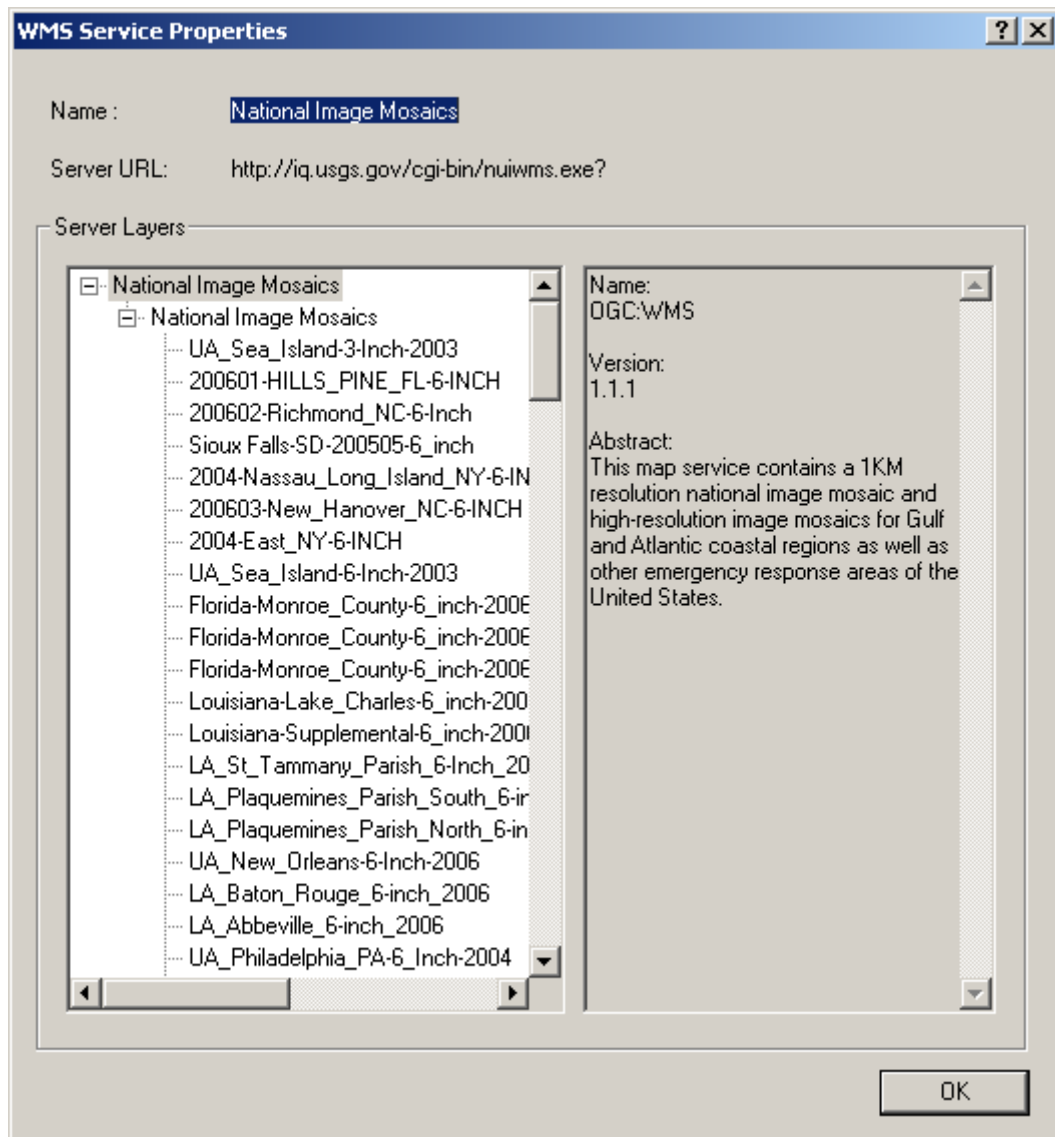 WMS Service Properties
Name :
National Image Mosaics
Server URL:
http://iq.usgs.gov/cgi-bin/nuiwms.exe?
Server Layers
National Image Mosaics
National Image Mosaics
UA_Sea_Island-3-Inch-2003
200601-HILLS_PINE_FL-6-INCH
200602-Richmond_NC-6-Inch
Sioux Falls-SD-200505-6_inch
2004-Nassau_Long_Island_NY-6-IN
200603-New_Hanover_NC-6-INCH
2004-East_NY-6-INCH
UA_Sea_Island-6-Inch-2003
Florida-Monroe_County-6_inch-2006
Florida-Monroe_County-6_inch-2006
Florida-Monroe_County-6_inch-2006
Louisiana-Lake_Charles-6_inch-200
Louisiana-Supplemental-6_inch-200
LA_St_Tammany_Parish_6-Inch_20
LA_Plaquemines_Parish_South_6-in
LA_Plaquemines_Parish_North_6-in
UA_New_Orleans-6-Inch-2006
LA_Baton_Rouge_6-inch_2006
LA_Abbeville_6-inch_2006
UA_Philadelphia_PA-6_Inch-2004
Name:
OGC:WMS
Version:
1.1.1
Abstract:
This map service contains a 1KM
resolution national image mosaic and
high-resolution image mosaics for Gulf
and Atlantic coastal regions as well as
other emergency response areas of the
United States.
OK